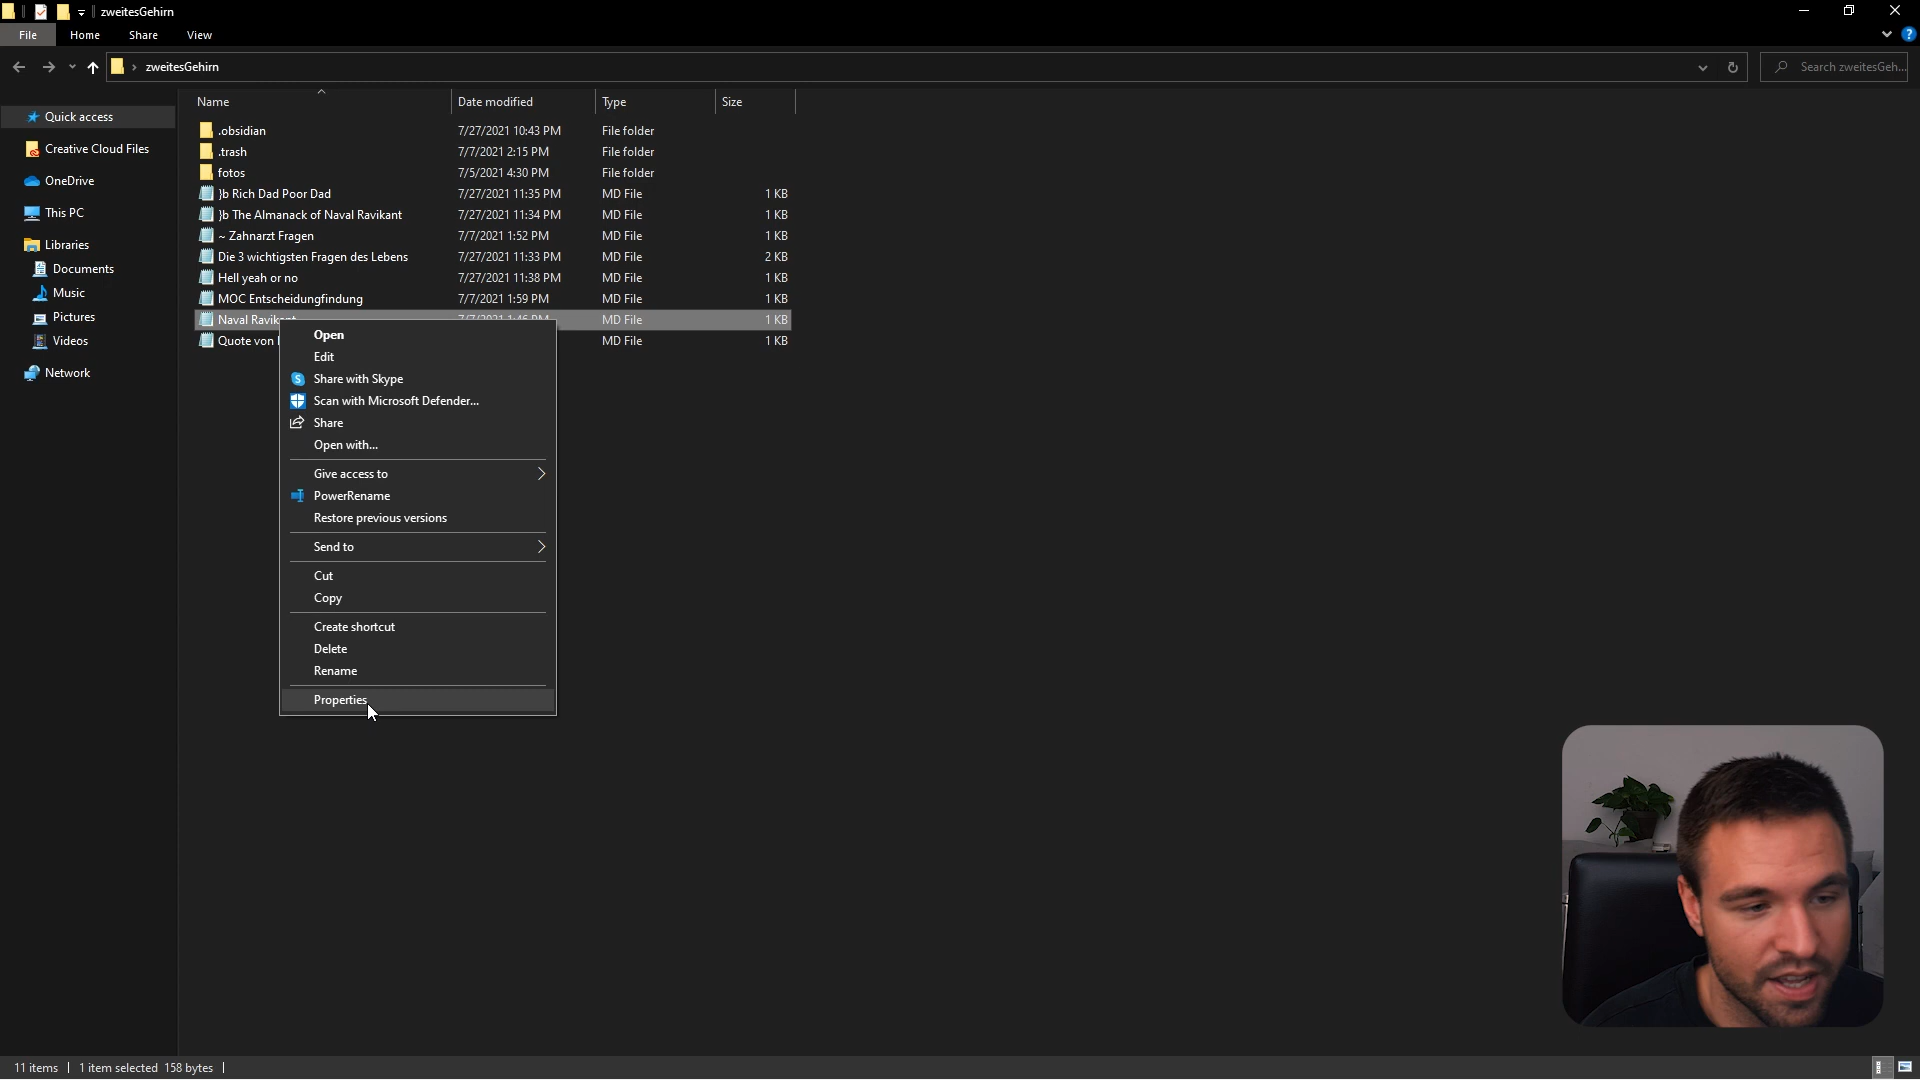 zweitesGehirn
File Home Share View
zweitesGehirn
Search zweitesGeh...
Name Date modified Type Size
Quick access
Creative Cloud Files
OneDrive
This PC
Libraries
Documents
Music
Pictures
Videos
Network
.obsidian 7/27/2021 10:43 PM File folder
.trash 7/7/2021 2:15 PM File folder
fotos 7/5/2021 4:30 PM File folder
}b Rich Dad Poor Dad 7/27/2021 11:35 PM MD File 1 KB
}b The Almanack of Naval Ravikant 7/27/2021 11:34 PM MD File 1 KB
~ Zahnarzt Fragen 7/7/2021 1:52 PM MD File 1 KB
Die 3 wichtigsten Fragen des Lebens 7/27/2021 11:33 PM MD File 2 KB
Hell yeah or no 7/27/2021 11:38 PM MD File 1 KB
MOC Entscheidungfindung 7/7/2021 1:59 PM MD File 1 KB
Naval Ravikant 7/7/2021 1:46 PM MD File 1 KB
Quote von MD File 1 KB
Open
Edit
Share with Skype
Scan with Microsoft Defender...
Share
Open with...
Give access to
PowerRename
Restore previous versions
Send to
Cut
Copy
Create shortcut
Delete
Rename
Properties
11 items 1 item selected 158 bytes